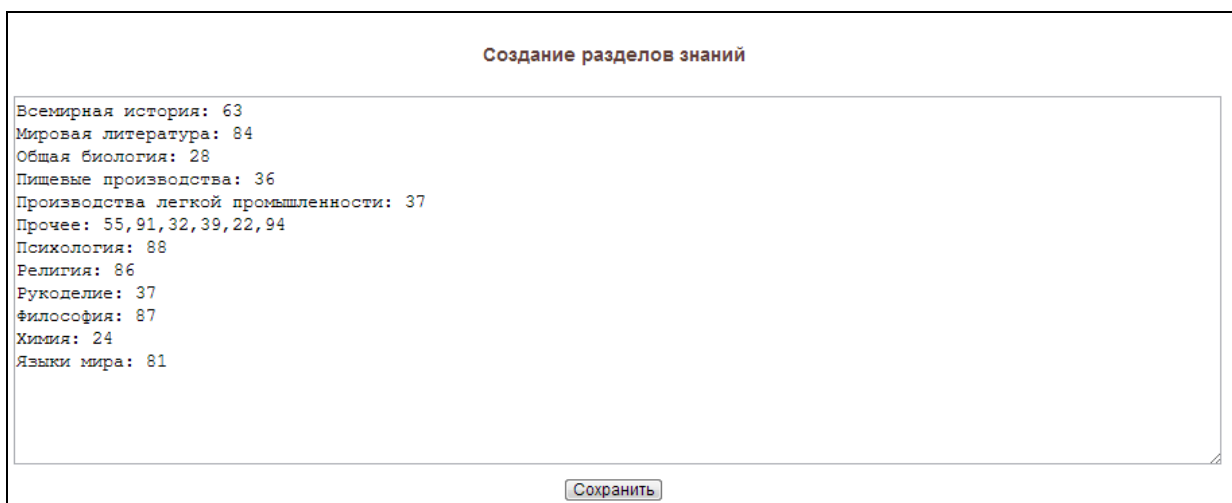 Создание разделов знаний
Всемирная история: 63
Мировая литература: 84
Общая биология: 28
Пищевые производства: 36
Производства легкой промышленности: 37
Прочее: 55,91,32,39,22,94
Психология: 88
Религия: 86
Рукоделие: 37
Философия: 87
Химия: 24
Языки мира: 81
Сохранить